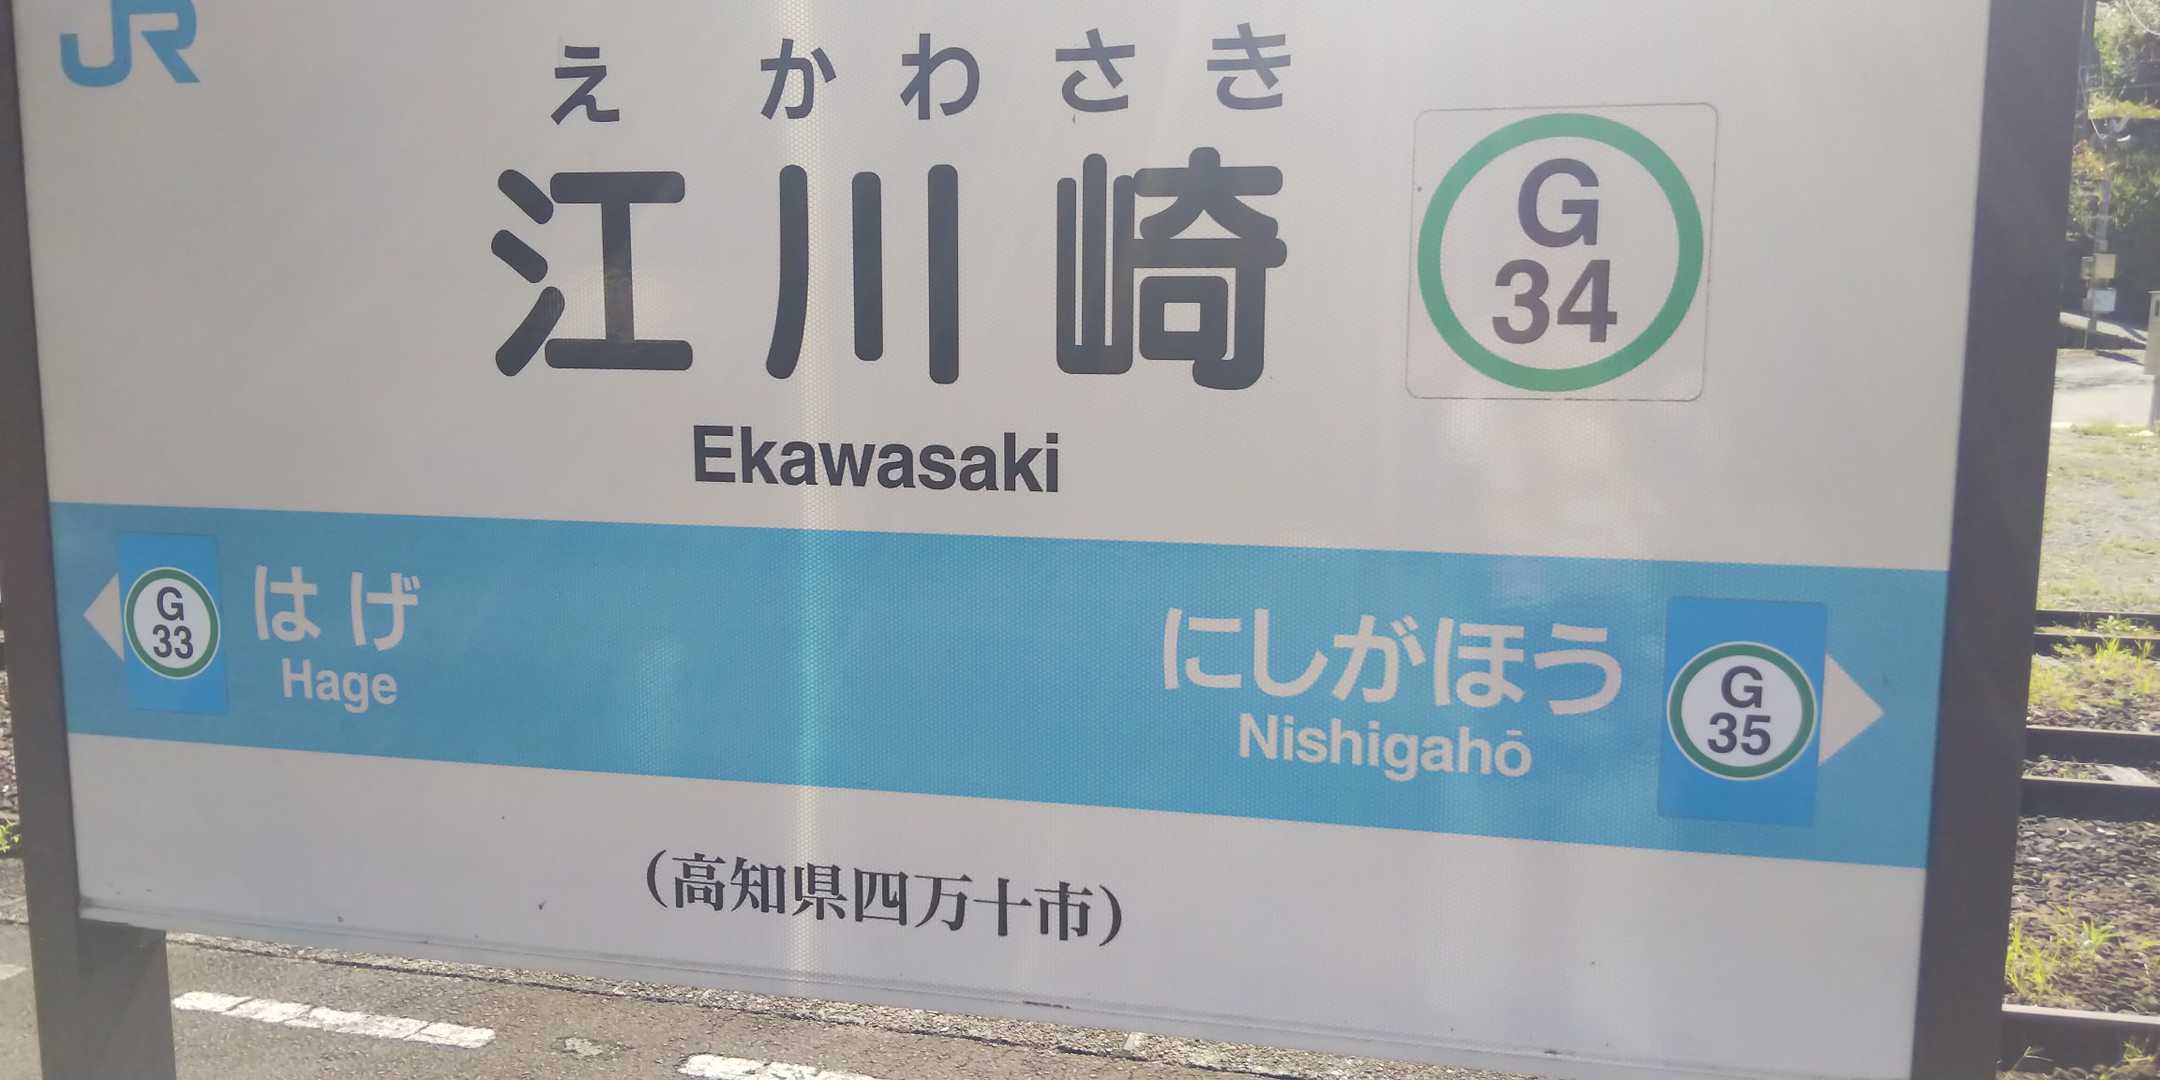 JR
えかわさき
江川崎
G
34
Ekawasaki
G
33
はげ
Hage
にしがほう
Nishigahō
G
35
(高知県四万十市)